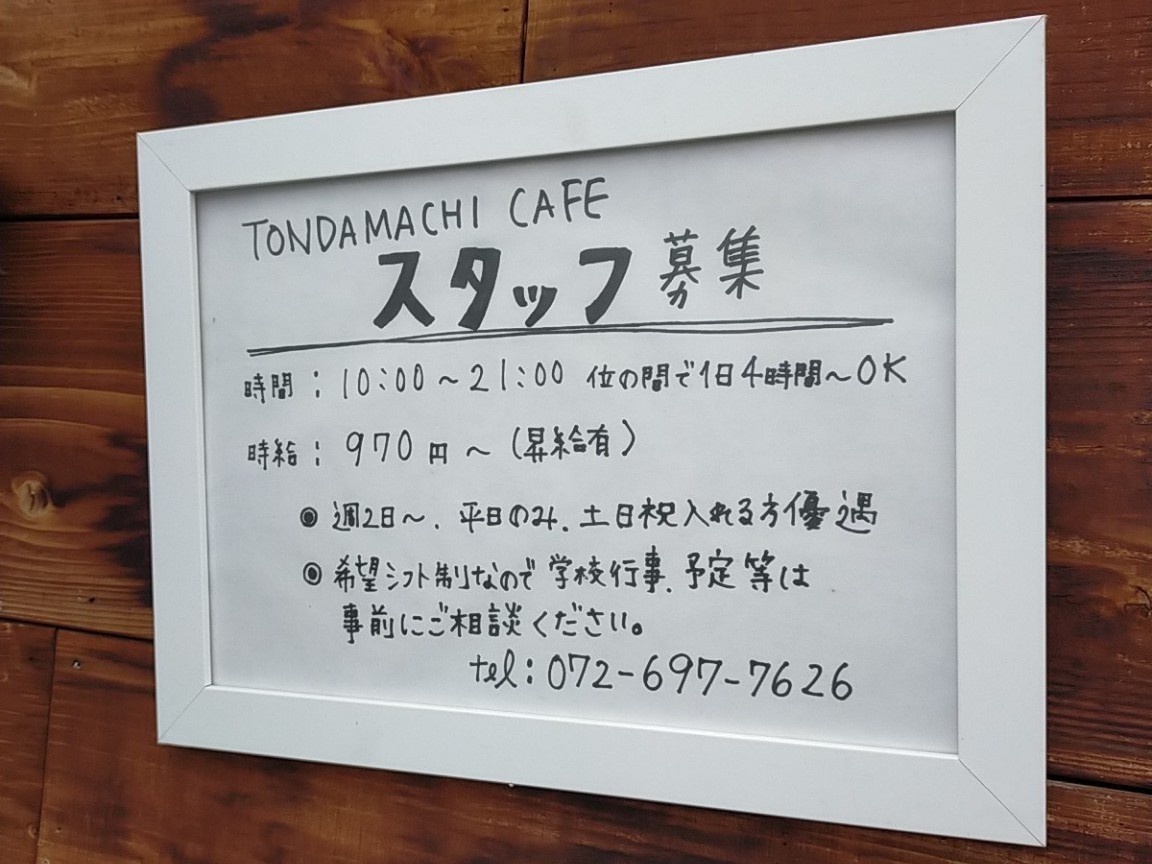 TONDAMACHI CAFE
スタッフ募集
時間：10:00～21:00 位の間で1日4時間～OK
時給：970円～(昇給有)
◉ 週2日～、平日のみ、土日祝入れる方優遇
◉ 希望シフト制なので学校行事、予定等は
事前にご相談ください。
tel：072-697-7626